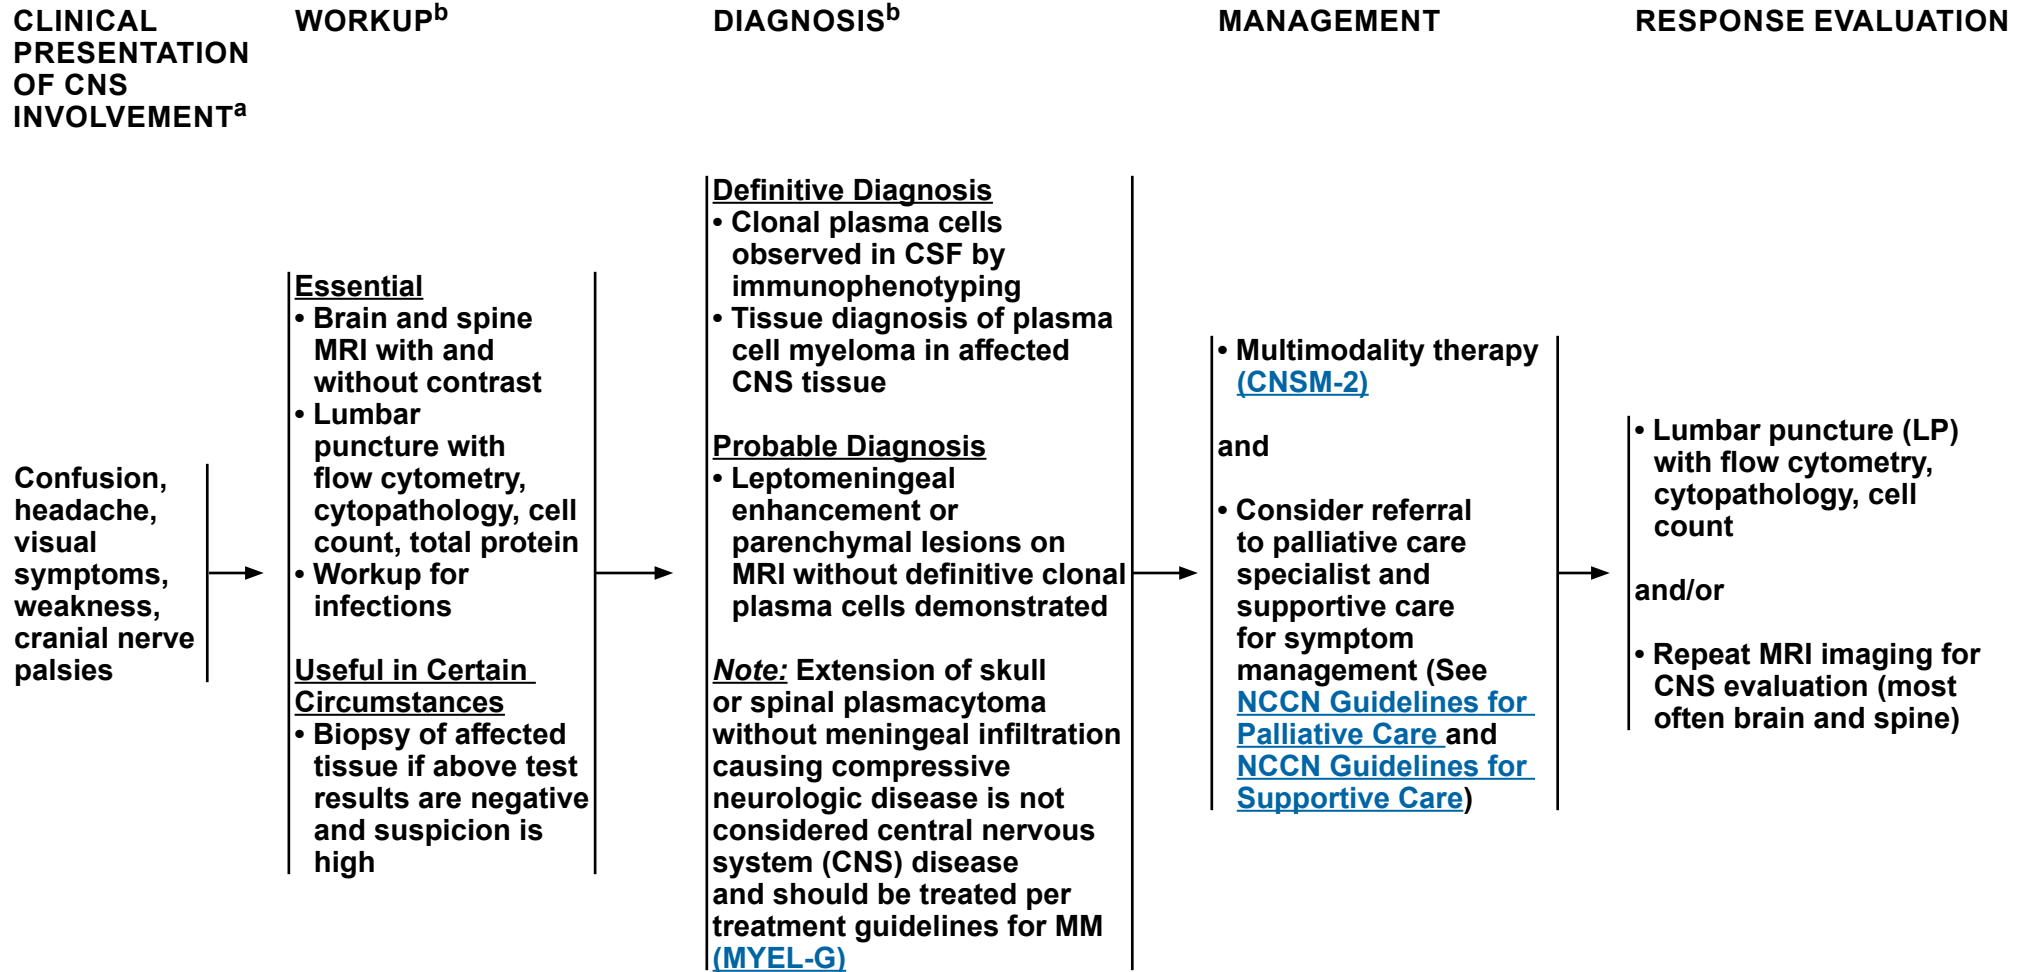 CLINICAL
PRESENTATION
OF CNS
INVOLVEMENTa
WORKUPb
DIAGNOSISb
MANAGEMENT
RESPONSE EVALUATION
Confusion,
headache,
visual
symptoms,
weakness,
cranial nerve
palsies
Essential
• Brain and spine
MRI with and
without contrast
• Lumbar
puncture with
flow cytometry,
cytopathology, cell
count, total protein
• Workup for
infections
Useful in Certain
Circumstances
• Biopsy of affected
tissue if above test
results are negative
and suspicion is
high
Definitive Diagnosis
• Clonal plasma cells
observed in CSF by
immunophenotyping
• Tissue diagnosis of plasma
cell myeloma in affected
CNS tissue
Probable Diagnosis
• Leptomeningeal
enhancement or
parenchymal lesions on
MRI without definitive clonal
plasma cells demonstrated
Note: Extension of skull
or spinal plasmacytoma
without meningeal infiltration
causing compressive
neurologic disease is not
considered central nervous
system (CNS) disease
and should be treated per
treatment guidelines for MM
(MYEL-G)
• Multimodality therapy
(CNSM-2)
and
• Consider referral
to palliative care
specialist and
supportive care
for symptom
management (See
NCCN Guidelines for
Palliative Care and
NCCN Guidelines for
Supportive Care)
• Lumbar puncture (LP)
with flow cytometry,
cytopathology, cell
count
and/or
• Repeat MRI imaging for
CNS evaluation (most
often brain and spine)